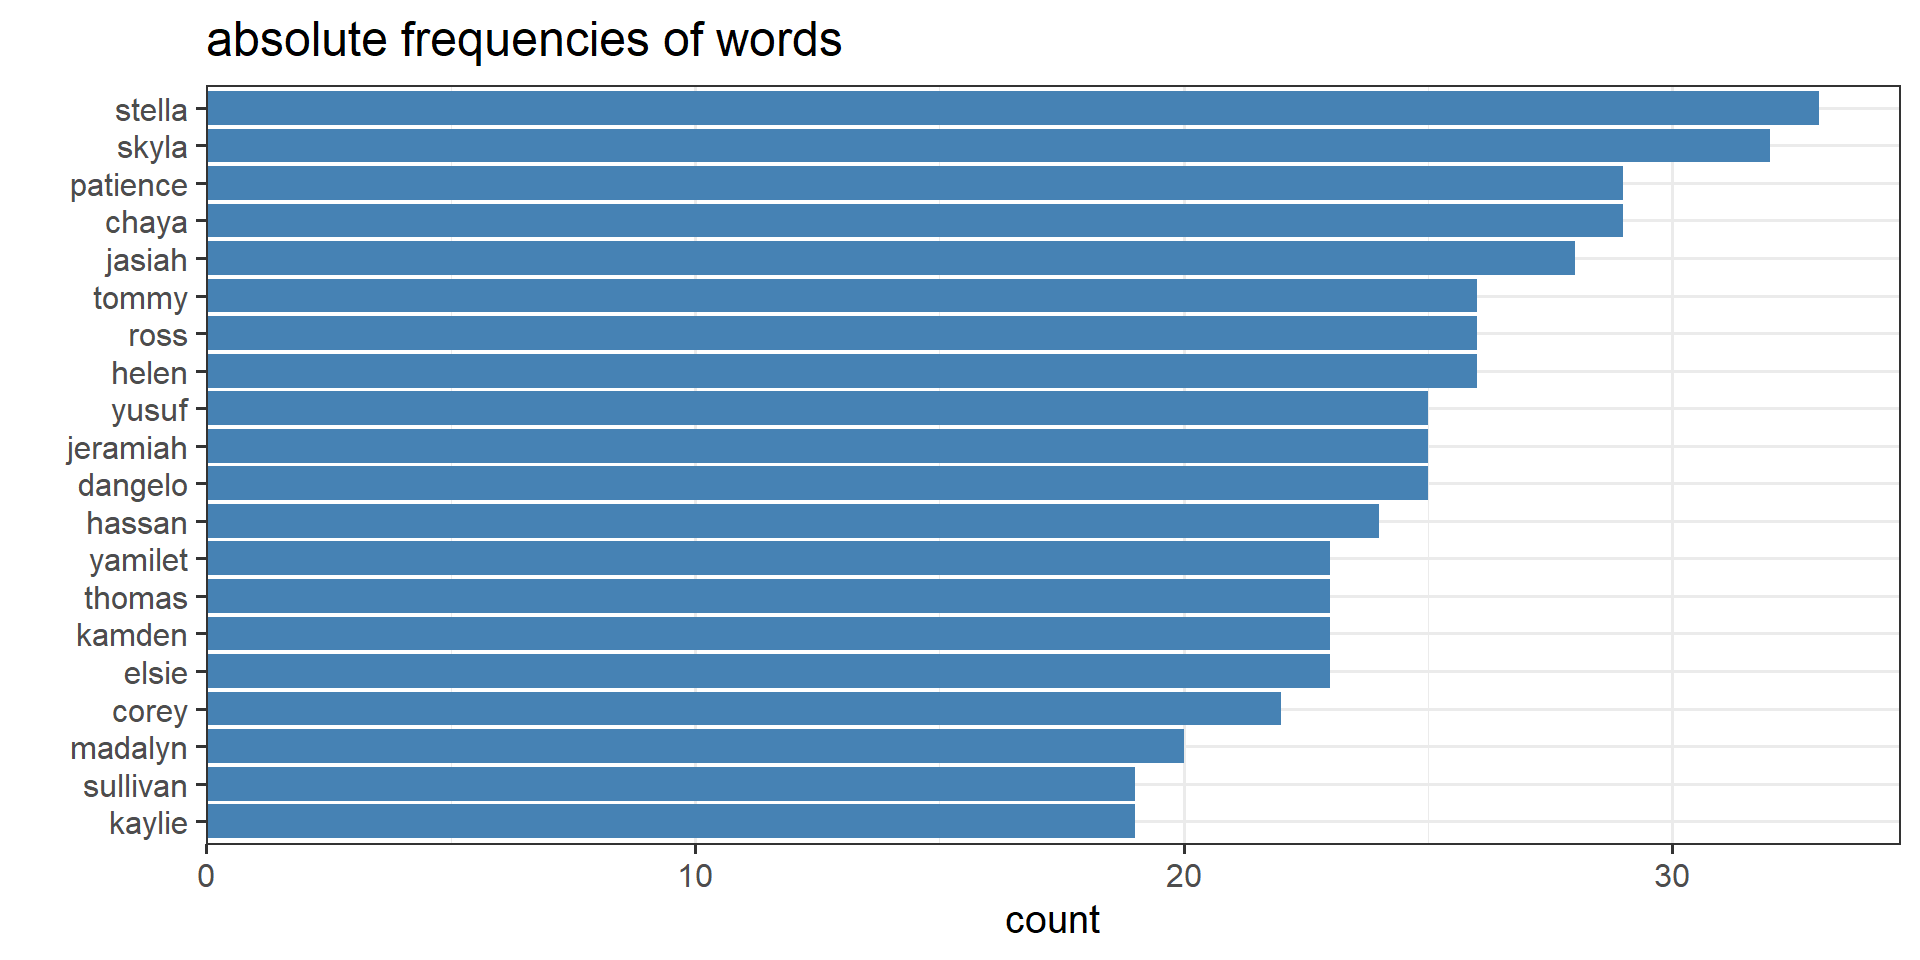 absolute frequencies of words
stella
skyla
patience
chaya
jasiah
tommy
ross
helen
yusuf
jeramiah
dangelo
hassan
yamilet
thomas
kamden
elsie
corey
madalyn
sullivan
kaylie
0 10 20 30
count